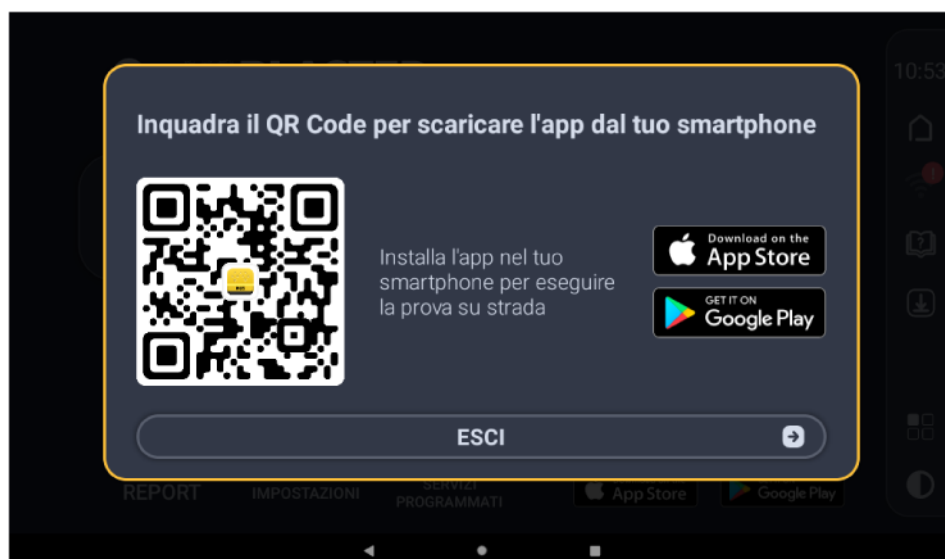 10:53
Inquadra il QR Code per scaricare l'app dal tuo smartphone
Installa l'app nel tuo
smartphone per eseguire
la prova su strada
Download on the
App Store
GET IT ON
Google Play
ESCI
REPORT
IMPOSTAZIONI
SERVIZI
PROGRAMMATI
App Store
Google Play